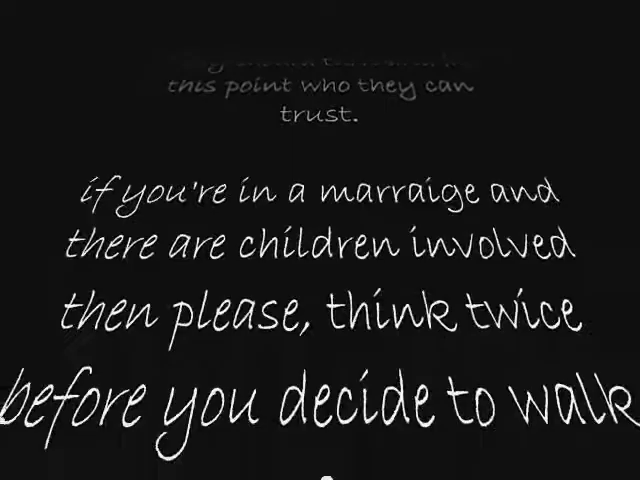 this point who they can
trust.
if you're in a marraige and
there are children involved
then please, think twice
before you decide to walk